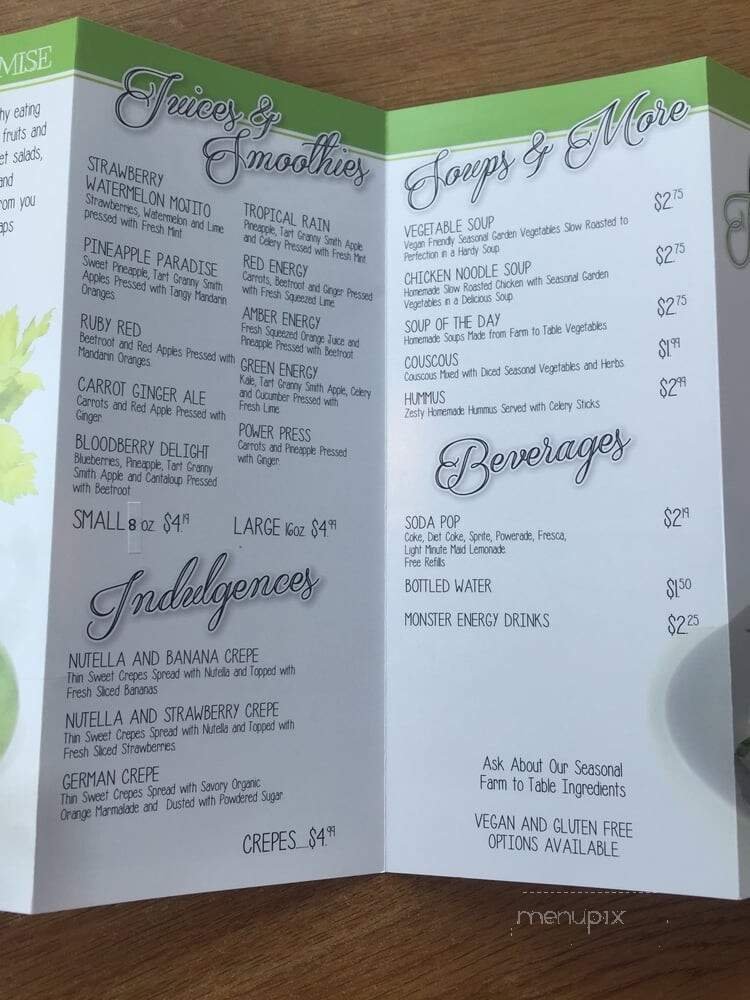 MISE
hy eating
fruits and
et salads,
and
rom you
aps
Juices &
Smoothies
STRAWBERRY
WATERMELON MOJITO
Strawberries, Watermelon and Lime
pressed with Fresh Mint
PINEAPPLE PARADISE
Sweet Pineapple, Tart Granny Smith
Apples Pressed with Tangy Mandarin
Oranges
RUBY RED
Beetroot and Red Apples Pressed with
Mandarin Oranges
CARROT GINGER ALE
Carrots and Red Apple Pressed with
Ginger
BLOODBERRY DELIGHT
Blueberries, Pineapple, Tart Granny
Smith Apple and Cantaloup Pressed
with Beetroot
TROPICAL RAIN
Pineapple, Tart Granny Smith Apple
and Celery Pressed with Fresh Mint
RED ENERGY
Carrots, Beetroot and Ginger Pressed
with Fresh Squeezed Lime
AMBER ENERGY
Fresh Squeezed Orange Juice and
Pineapple Pressed with Beetroot
GREEN ENERGY
Kale, Tart Granny Smith Apple, Celery
and Cucumber Pressed with
Fresh Lime
POWER PRESS
Carrots and Pineapple Pressed
with Ginger
SMALL 8 OZ $4.19 LARGE 16oz $4.99
Indulgences
NUTELLA AND BANANA CREPE
Thin Sweet Crepes Spread with Nutella and Topped with
Fresh Sliced Bananas
NUTELLA AND STRAWBERRY CREPE
Thin Sweet Crepes Spread with Nutella and Topped with
Fresh Sliced Strawberries
GERMAN CREPE
Thin Sweet Crepes Spread with Savory Organic
Orange Marmalade and Dusted with Powdered Sugar
CREPES.....$4.99
Soups & More
VEGETABLE SOUP $2.75
Vegan Friendly Seasonal Garden Vegetables Slow Roasted to
Perfection in a Hardy Soup
CHICKEN NOODLE SOUP $2.75
Homemade Slow Roasted Chicken with Seasonal Garden
Vegetables in a Delicious Soup
SOUP OF THE DAY $2.75
Homemade Soups Made from Farm to Table Vegetables
COUSCOUS $1.99
Couscous Mixed with Diced Seasonal Vegetables and Herbs
HUMMUS $2.99
Zesty Homemade Hummus Served with Celery Sticks
Beverages
SODA POP $2.19
Coke, Diet Coke, Sprite, Powerade, Fresca,
Light Minute Maid Lemonade
Free Refills
BOTTLED WATER $1.50
MONSTER ENERGY DRINKS $2.25
Ask About Our Seasonal
Farm to Table Ingredients
VEGAN AND GLUTEN FREE
OPTIONS AVAILABLE
menupix